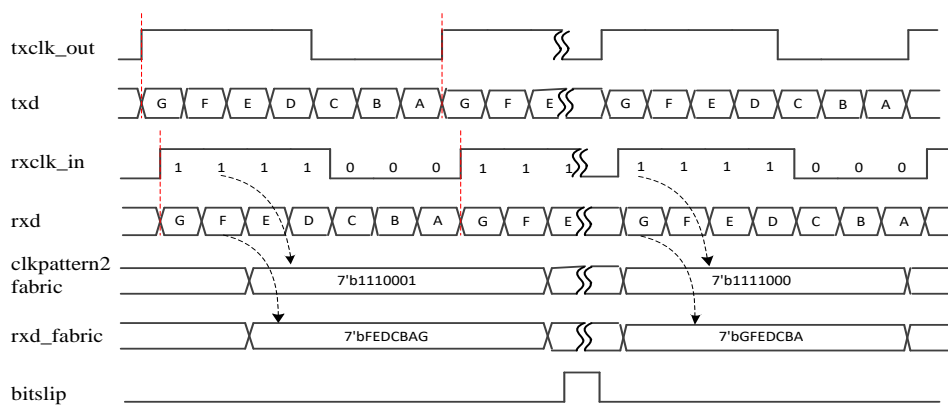 txclk_out
txd G F E D C B A G F E G F E D C B A
rxclk_in 1 1 1 1 0 0 0 1 1 1 1 1 1 1 0 0 0
rxd G F E D C B A G F E G F E D C B A
clkpattern2
fabric 7'b1110001 7'b1111000
rxd_fabric 7'bFEDCBAG 7'bGFEDCBA
bitslip